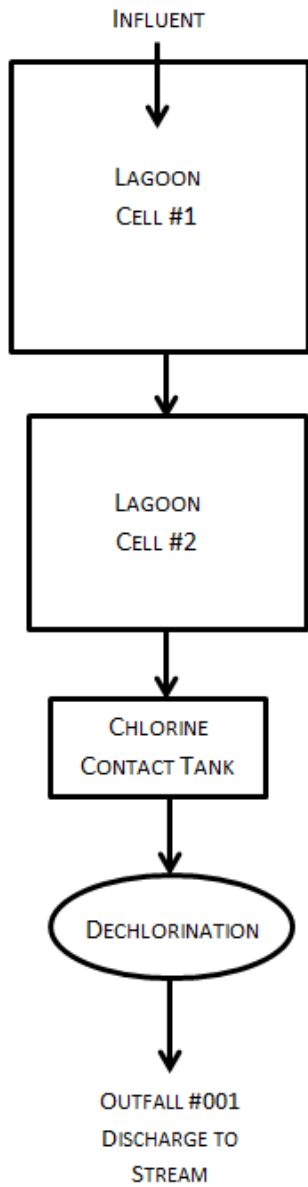 INFLUENT
LAGOON
CELL #1
LAGOON
CELL #2
CHLORINE
CONTACT TANK
DECHLORINATION
OUTFALL #001
DISCHARGE TO
STREAM